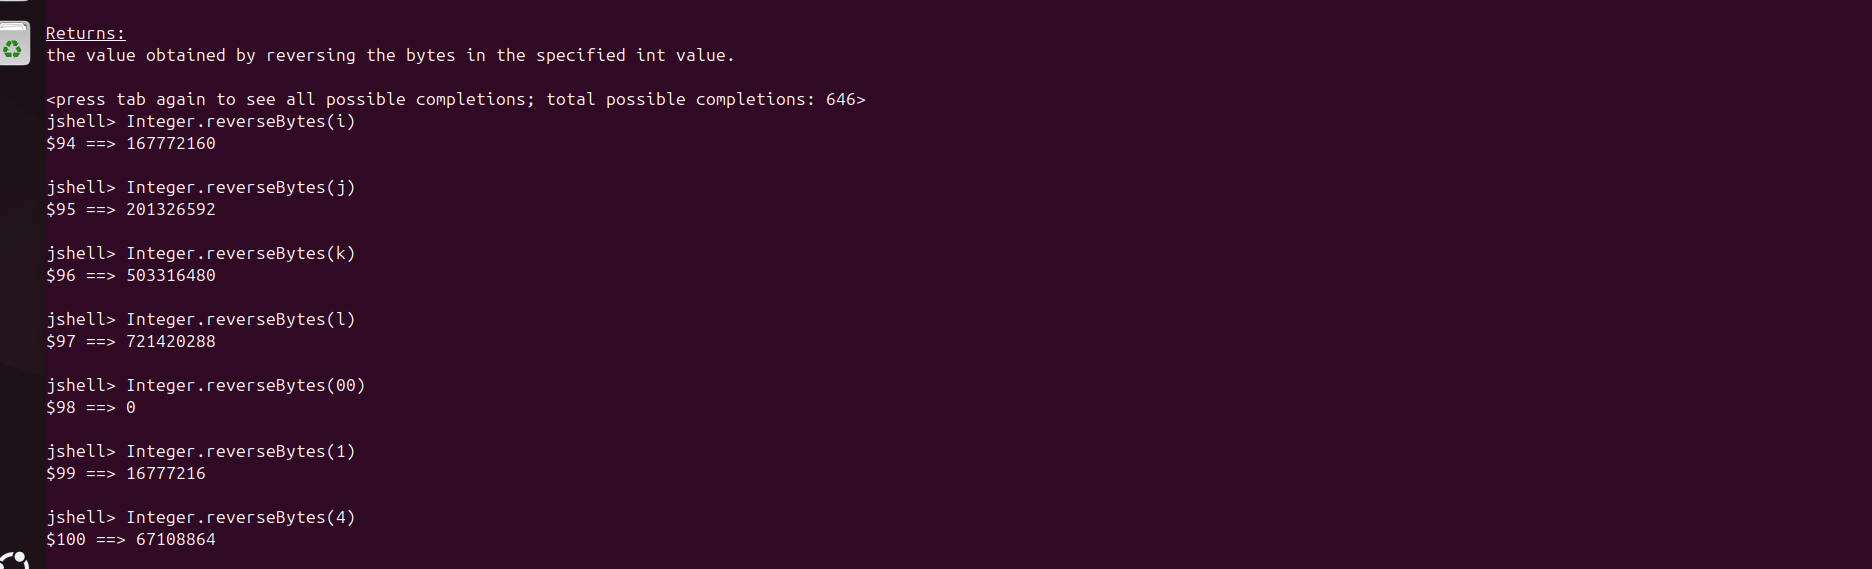 Returns:
the value obtained by reversing the bytes in the specified int value.
<press tab again to see all possible completions; total possible completions: 646>
jshell> Integer.reverseBytes(i)
$94 ==> 167772160
jshell> Integer.reverseBytes(j)
$95 ==> 201326592
jshell> Integer.reverseBytes(k)
$96 ==> 503316480
jshell> Integer.reverseBytes(l)
$97 ==> 721420288
jshell> Integer.reverseBytes(00)
$98 ==> 0
jshell> Integer.reverseBytes(1)
$99 ==> 16777216
jshell> Integer.reverseBytes(4)
$100 ==> 67108864